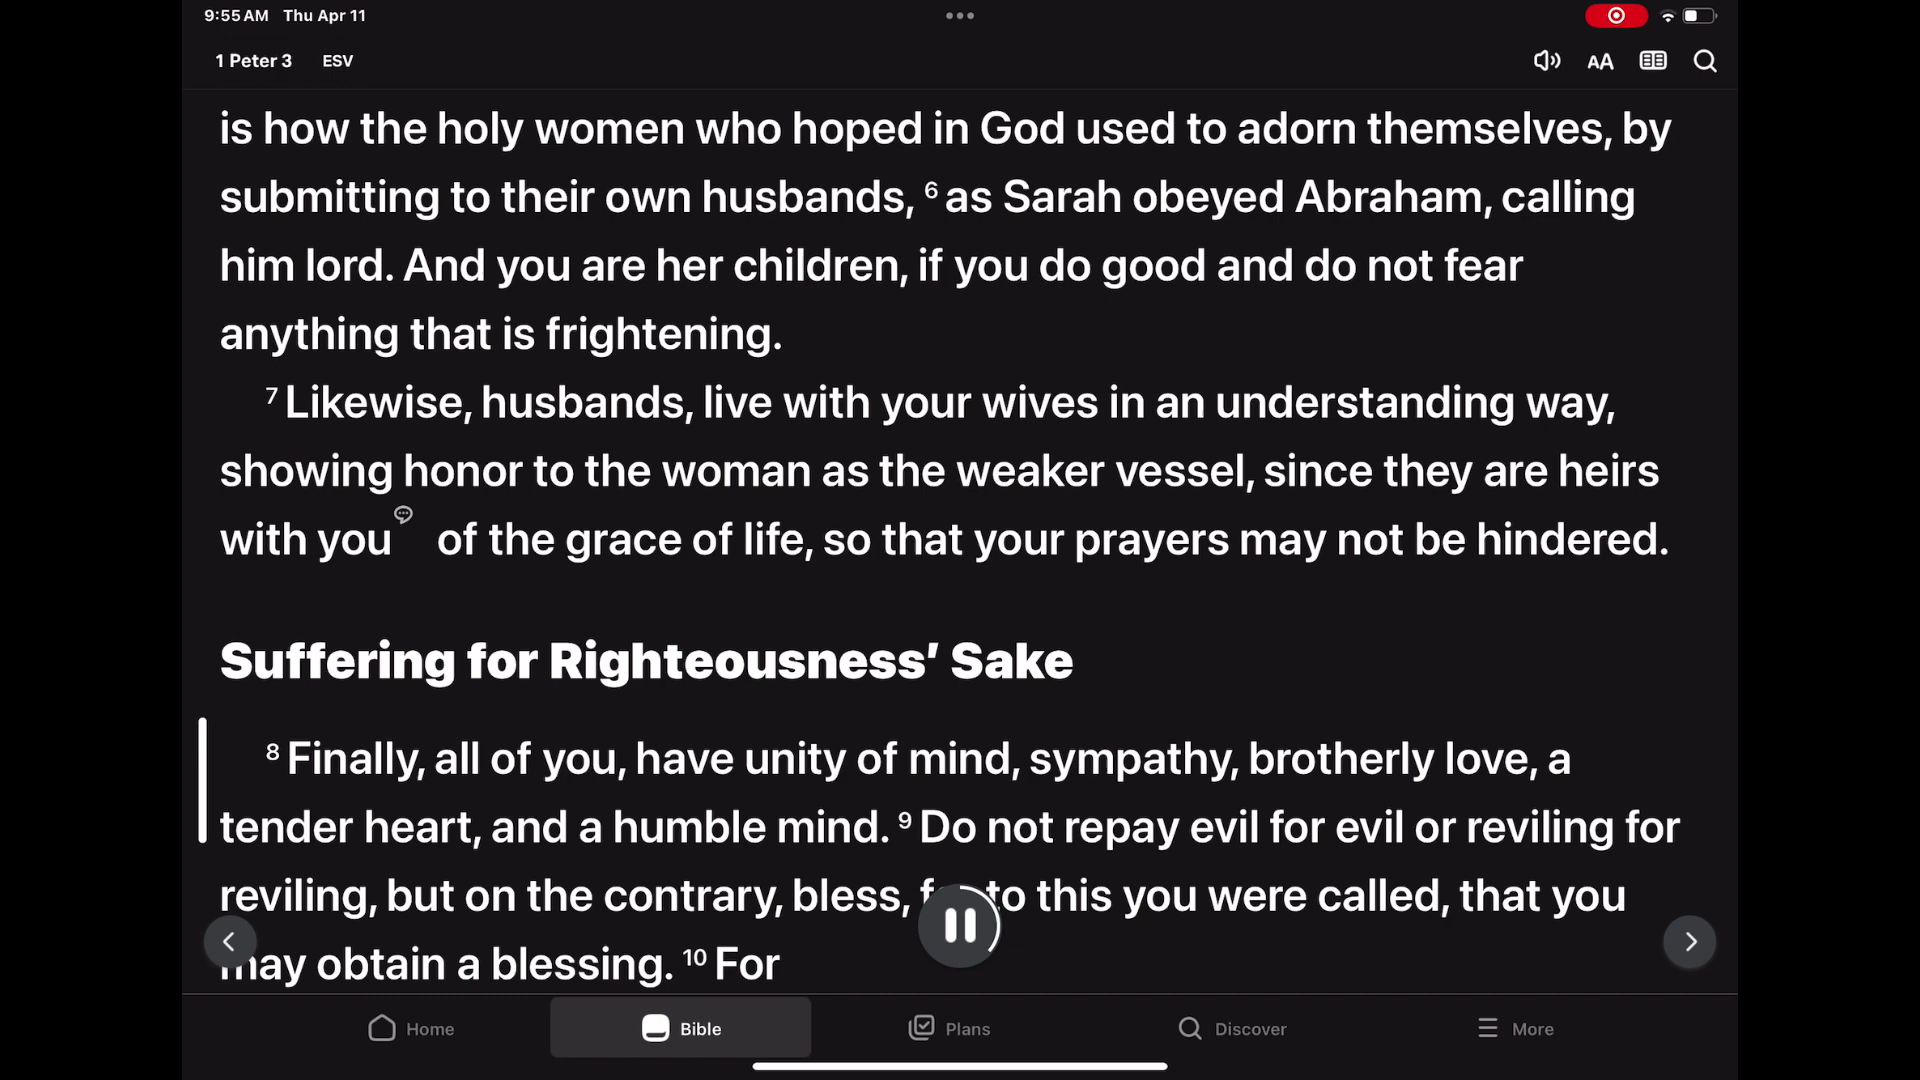 9:55 AM Thu Apr 11
1 Peter 3 ESV AA
is how the holy women who hoped in God used to adorn themselves, by
submitting to their own husbands, 6 as Sarah obeyed Abraham, calling
him lord. And you are her children, if you do good and do not fear
anything that is frightening.
7 Likewise, husbands, live with your wives in an understanding way,
showing honor to the woman as the weaker vessel, since they are heirs
with you of the grace of life, so that your prayers may not be hindered.
Suffering for Righteousness’ Sake
8 Finally, all of you, have unity of mind, sympathy, brotherly love, a
tender heart, and a humble mind. 9 Do not repay evil for evil or reviling for
reviling, but on the contrary, bless, to this you were called, that you
may obtain a blessing. 10 For
Home Bible Plans Discover More